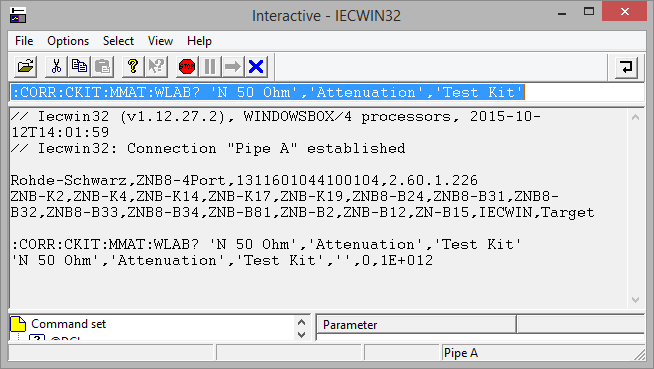 Interactive - IECWIN32
File Options Select View Help
STOP
:CORR:CKIT:MMAT:WLAB? 'N 50 Ohm','Attenuation','Test Kit'
// Iecwin32 (v1.12.27.2), WINDOWSBOX/4 processors, 2015-10-
12T14:01:59
// Iecwin32: Connection "Pipe A" established
Rohde-Schwarz,ZNB8-4Port,1311601044100104,2.60.1.226
ZNB-K2,ZNB-K4,ZNB-K14,ZNB-K17,ZNB-K19,ZNB8-B24,ZNB8-B31,ZNB8-
B32,ZNB8-B33,ZNB8-B34,ZNB-B81,ZNB-B2,ZNB-B12,ZN-B15,IECWIN,Target
:CORR:CKIT:MMAT:WLAB? 'N 50 Ohm','Attenuation','Test Kit'
'N 50 Ohm','Attenuation','Test Kit','',0,1E+012
Command set
Parameter
Pipe A